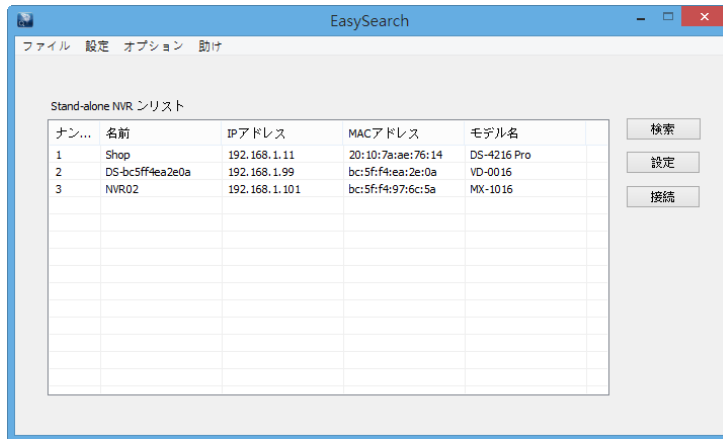 EasySearch
ファイル 設定 オプション 助け
Stand-alone NVR ンリスト
ナン... 名前 IPアドレス MACアドレス モデル名
1 Shop 192.168.1.11 20:10:7a:ae:76:14 DS-4216 Pro
2 DS-bc5ff4ea2e0a 192.168.1.99 bc:5f:f4:ea:2e:0a VD-0016
3 NVR02 192.168.1.101 bc:5f:f4:97:6c:5a MX-1016
検索
設定
接続